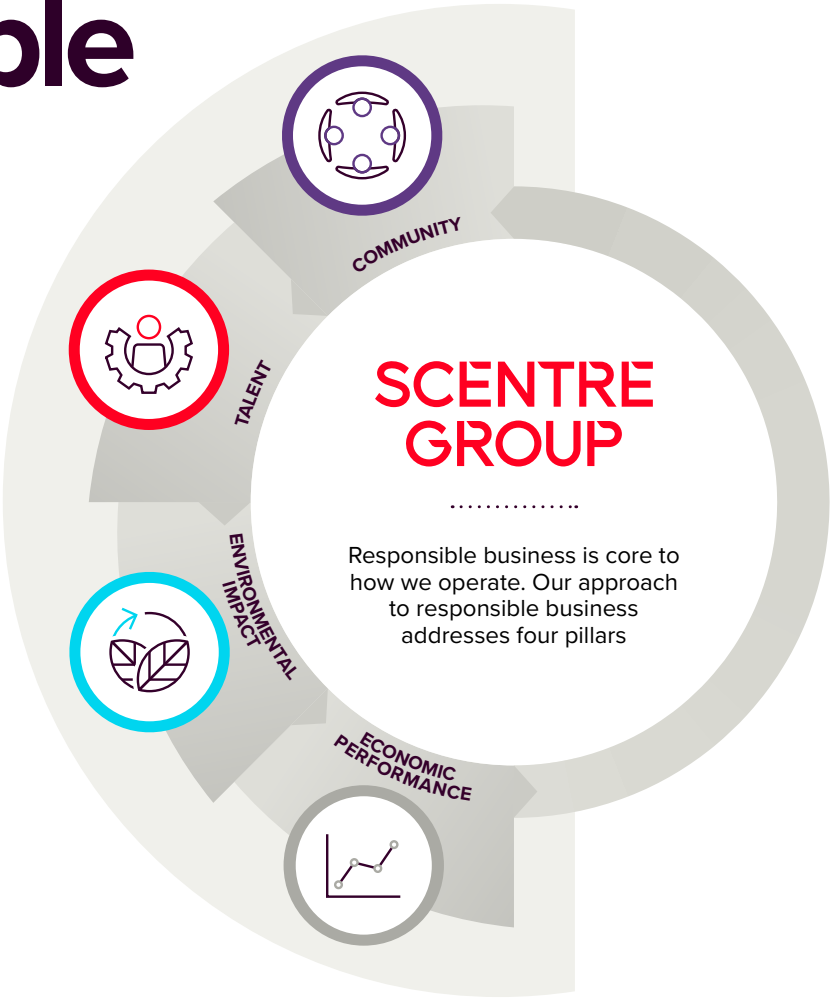 COMMUNITY
TALENT
ENVIRONMENTAL
IMPACT
ECONOMIC
PERFORMANCE
SCENTRE
GROUP
Responsible business is core to
how we operate. Our approach
to responsible business
addresses four pillars